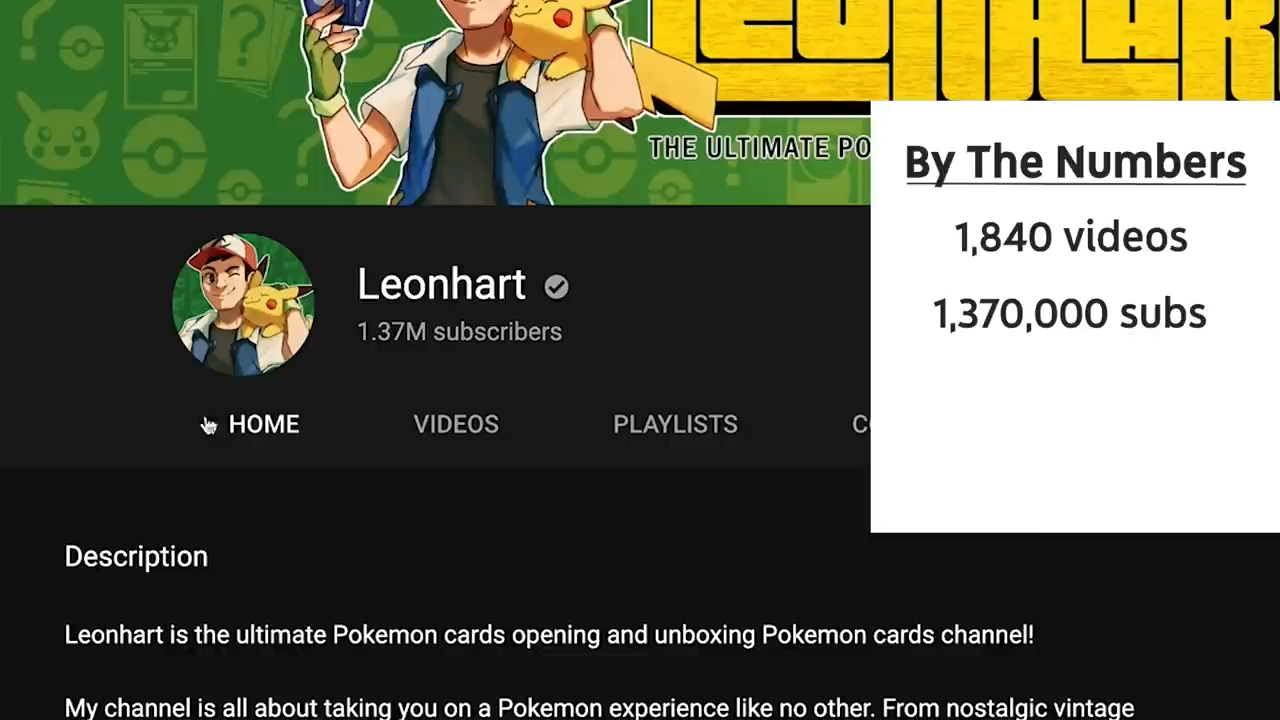 THE ULTIMATE PO
By The Numbers
1,840 videos
1,370,000 subs
Leonhart
1.37M subscribers
HOME VIDEOS PLAYLISTS
Description
Leonhart is the ultimate Pokemon cards opening and unboxing Pokemon cards channel!
My channel is all about taking you on a Pokemon experience like no other. From nostalgic vintage